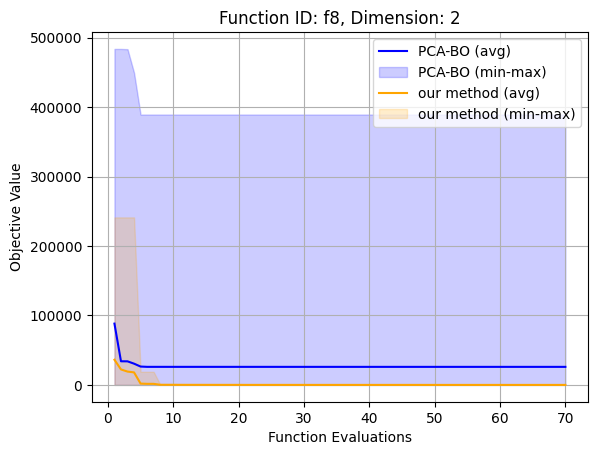 Function ID: f8, Dimension: 2
500000
400000
300000
200000
100000
0
Objective Value
PCA-BO (avg)
PCA-BO (min-max)
our method (avg)
our method (min-max)
0 10 20 30 40 50 60 70
Function Evaluations